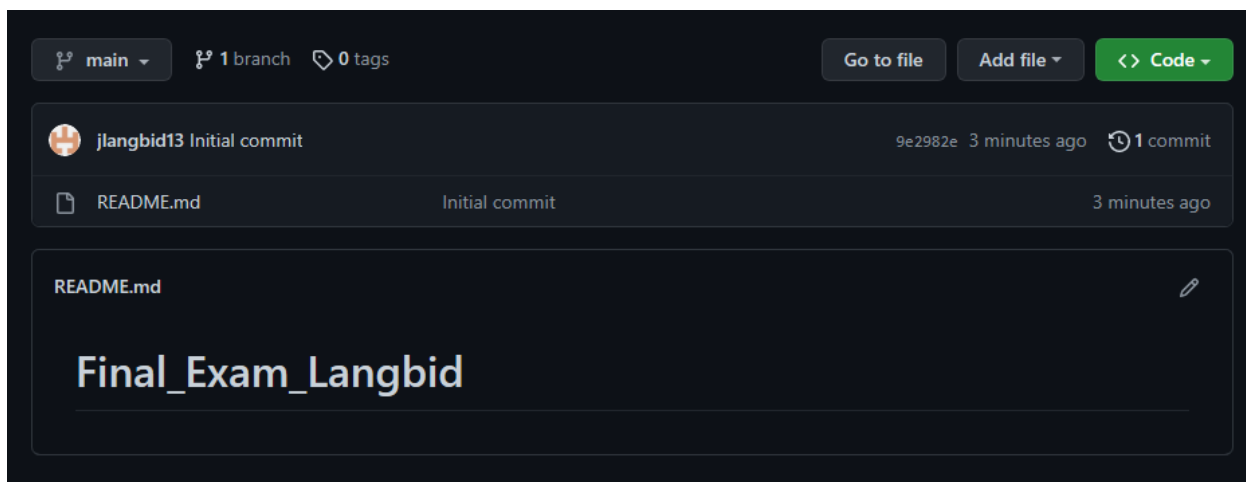 main 1 branch 0 tags Go to file Add file <> Code
jlangbid13 Initial commit 9e2982e 3 minutes ago 1 commit
README.md Initial commit 3 minutes ago
README.md
Final_Exam_Langbid